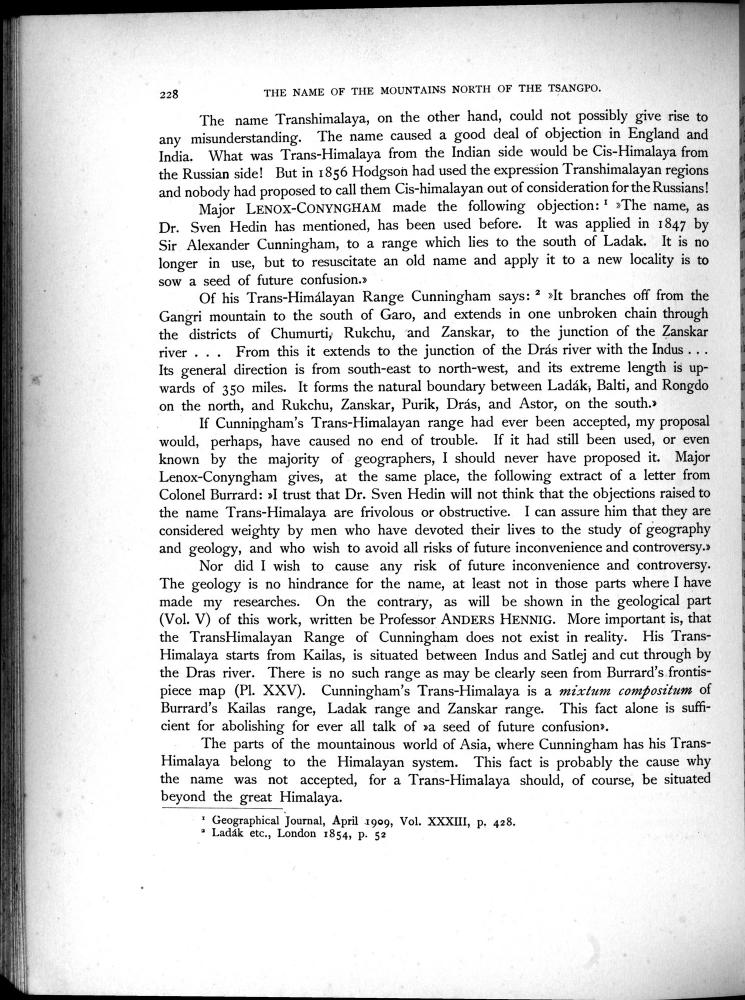 228
THE NAME OF THE MOUNTAINS NORTH OF THE TSANGPO.
The name Transhimalaya, on the other hand, could not possibly give rise to
any misunderstanding. The name caused a good deal of objection in England and
India. What was Trans-Himalaya from the Indian side would be Cis-Himalaya from
the Russian side! But in 1856 Hodgson had used the expression Transhimalayan regions
and nobody had proposed to call them Cis-himalayan out of consideration for the Russians!
Major LENOX-CONYNGHAM made the following objection: ¹ »The name, as
Dr. Sven Hedin has mentioned, has been used before. It was applied in 1847 by
Sir Alexander Cunningham, to a range which lies to the south of Ladak. It is no
longer in use, but to resuscitate an old name and apply it to a new locality is to
sow a seed of future confusion.»
Of his Trans-Himálayan Range Cunningham says: ² »It branches off from the
Gangri mountain to the south of Garo, and extends in one unbroken chain through
the districts of Chumurti, Rukchu, and Zanskar, to the junction of the Zanskar
river . . . From this it extends to the junction of the Drás river with the Indus . . .
Its general direction is from south-east to north-west, and its extreme length is up-
wards of 350 miles. It forms the natural boundary between Ladák, Balti, and Rongdo
on the north, and Rukchu, Zanskar, Purik, Drás, and Astor, on the south.»
If Cunningham's Trans-Himalayan range had ever been accepted, my proposal
would, perhaps, have caused no end of trouble. If it had still been used, or even
known by the majority of geographers, I should never have proposed it. Major
Lenox-Conyngham gives, at the same place, the following extract of a letter from
Colonel Burrard: »I trust that Dr. Sven Hedin will not think that the objections raised to
the name Trans-Himalaya are frivolous or obstructive. I can assure him that they are
considered weighty by men who have devoted their lives to the study of geography
and geology, and who wish to avoid all risks of future inconvenience and controversy.»
Nor did I wish to cause any risk of future inconvenience and controversy.
The geology is no hindrance for the name, at least not in those parts where I have
made my researches. On the contrary, as will be shown in the geological part
(Vol. V) of this work, written be Professor ANDERS HENNIG. More important is, that
the TransHimalayan Range of Cunningham does not exist in reality. His Trans-
Himalaya starts from Kailas, is situated between Indus and Satlej and cut through by
the Dras river. There is no such range as may be clearly seen from Burrard's frontis-
piece map (Pl. XXV). Cunningham's Trans-Himalaya is a mixtum compositum of
Burrard's Kailas range, Ladak range and Zanskar range. This fact alone is suffi-
cient for abolishing for ever all talk of »a seed of future confusion».
The parts of the mountainous world of Asia, where Cunningham has his Trans-
Himalaya belong to the Himalayan system. This fact is probably the cause why
the name was not accepted, for a Trans-Himalaya should, of course, be situated
beyond the great Himalaya.
¹ Geographical Journal, April 1909, Vol. XXXIII, p. 428.
² Ladák etc., London 1854, p. 52